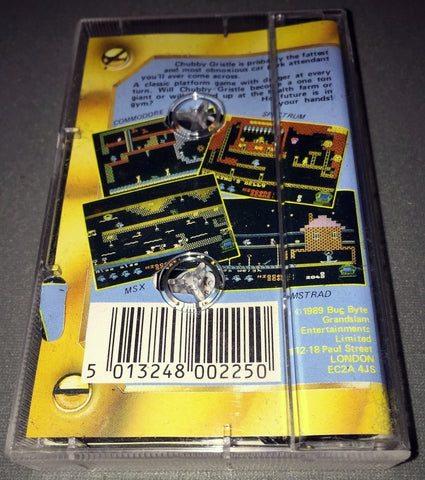 Chubby Gristle is probably the fattest
and most obnoxious car park attendant
you'll ever come across.
A classic platform game with danger at every
turn. Will Chubby Gristle become a one ton
giant or will end up at the health farm or
gym? His future is in
your hands!
COMMODORE
SPECTRUM
MSX
AMSTRAD
©1989 Bug Byte
Grandslam
Entertainments
Limited
112-18 Paul Street
LONDON
EC2A 4JS
5 013248 002250